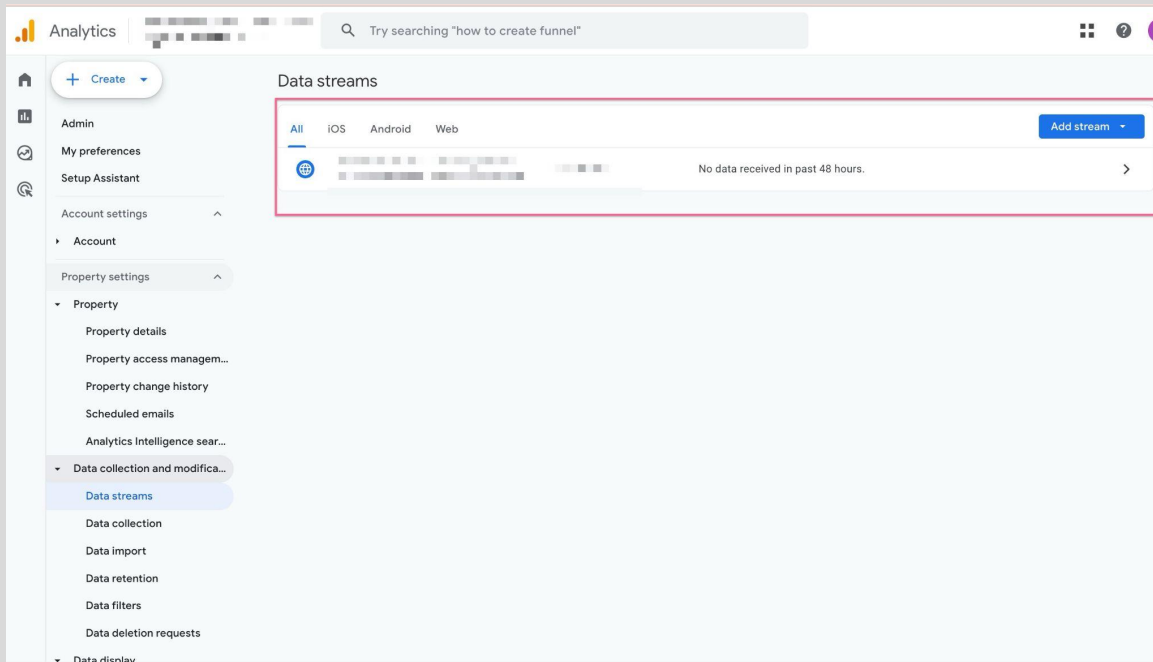 Analytics
Try searching "how to create funnel"
Create
Admin
My preferences
Setup Assistant
Account settings
Account
Property settings
Property
Property details
Property access managem...
Property change history
Scheduled emails
Analytics Intelligence sear...
Data collection and modifica...
Data streams
Data collection
Data import
Data retention
Data filters
Data deletion requests
Data display
Data streams
All iOS Android Web
Add stream
No data received in past 48 hours.